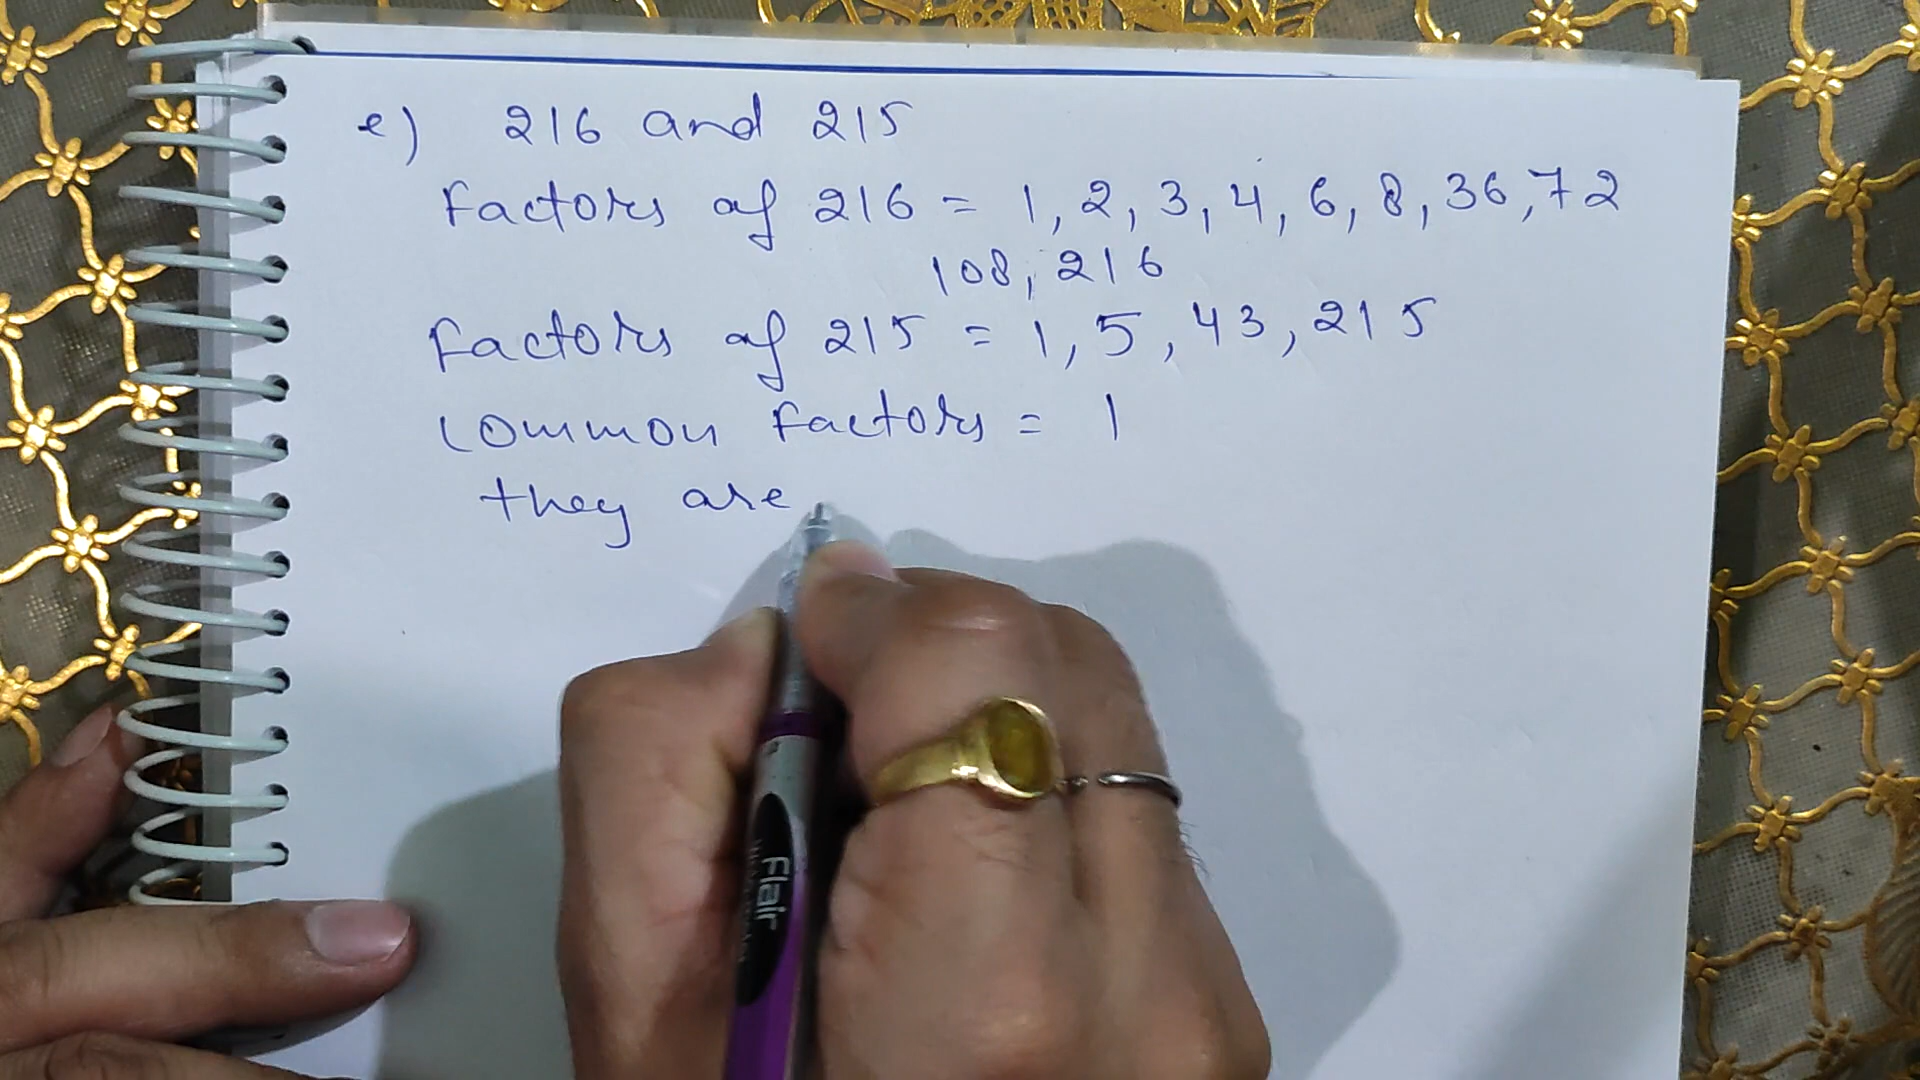 e) 216 and 215
Factors of 216 = 1, 2, 3, 4, 6, 8, 36, 72
108, 216
Factors of 215 = 1, 5, 43, 215
common factors = 1
they are
Flair